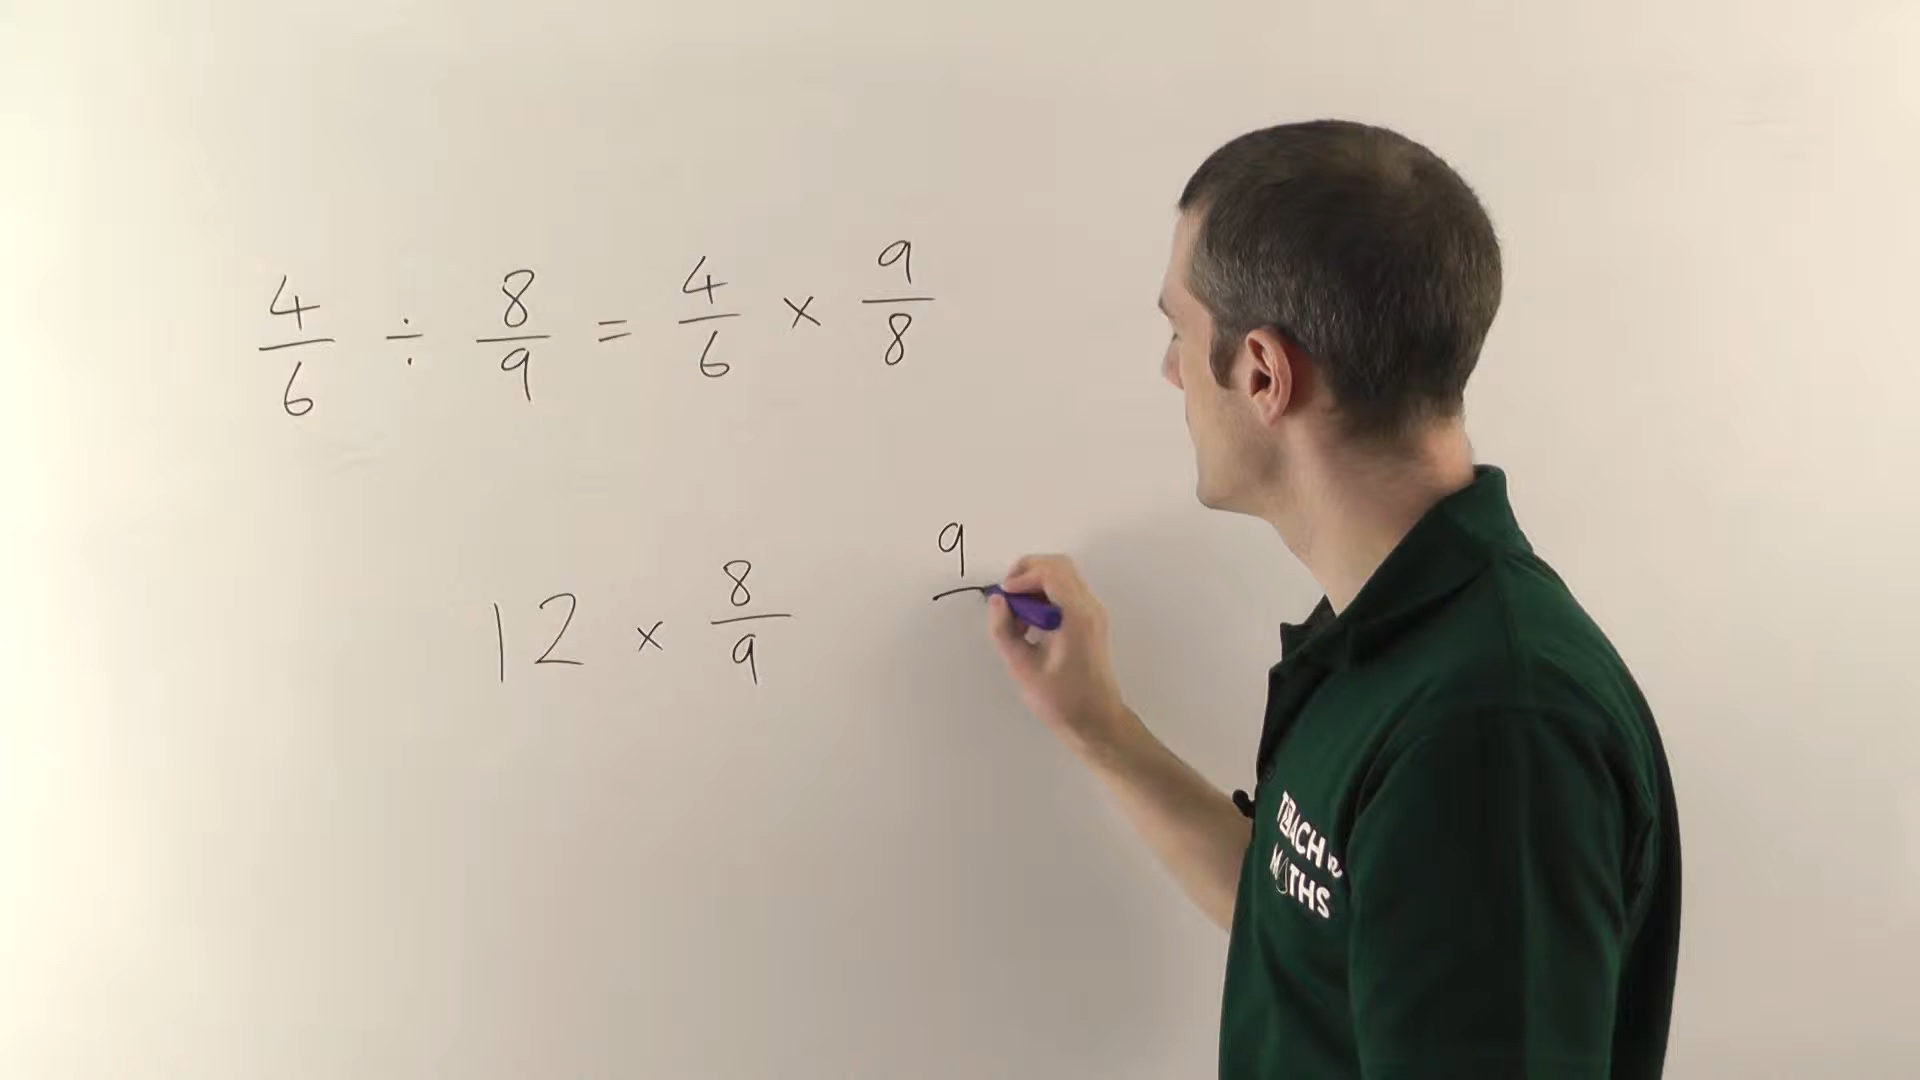 4/6 ÷ 8/9 = 4/6 × 9/8
12 × 8/9 9
TEACH
MATHS